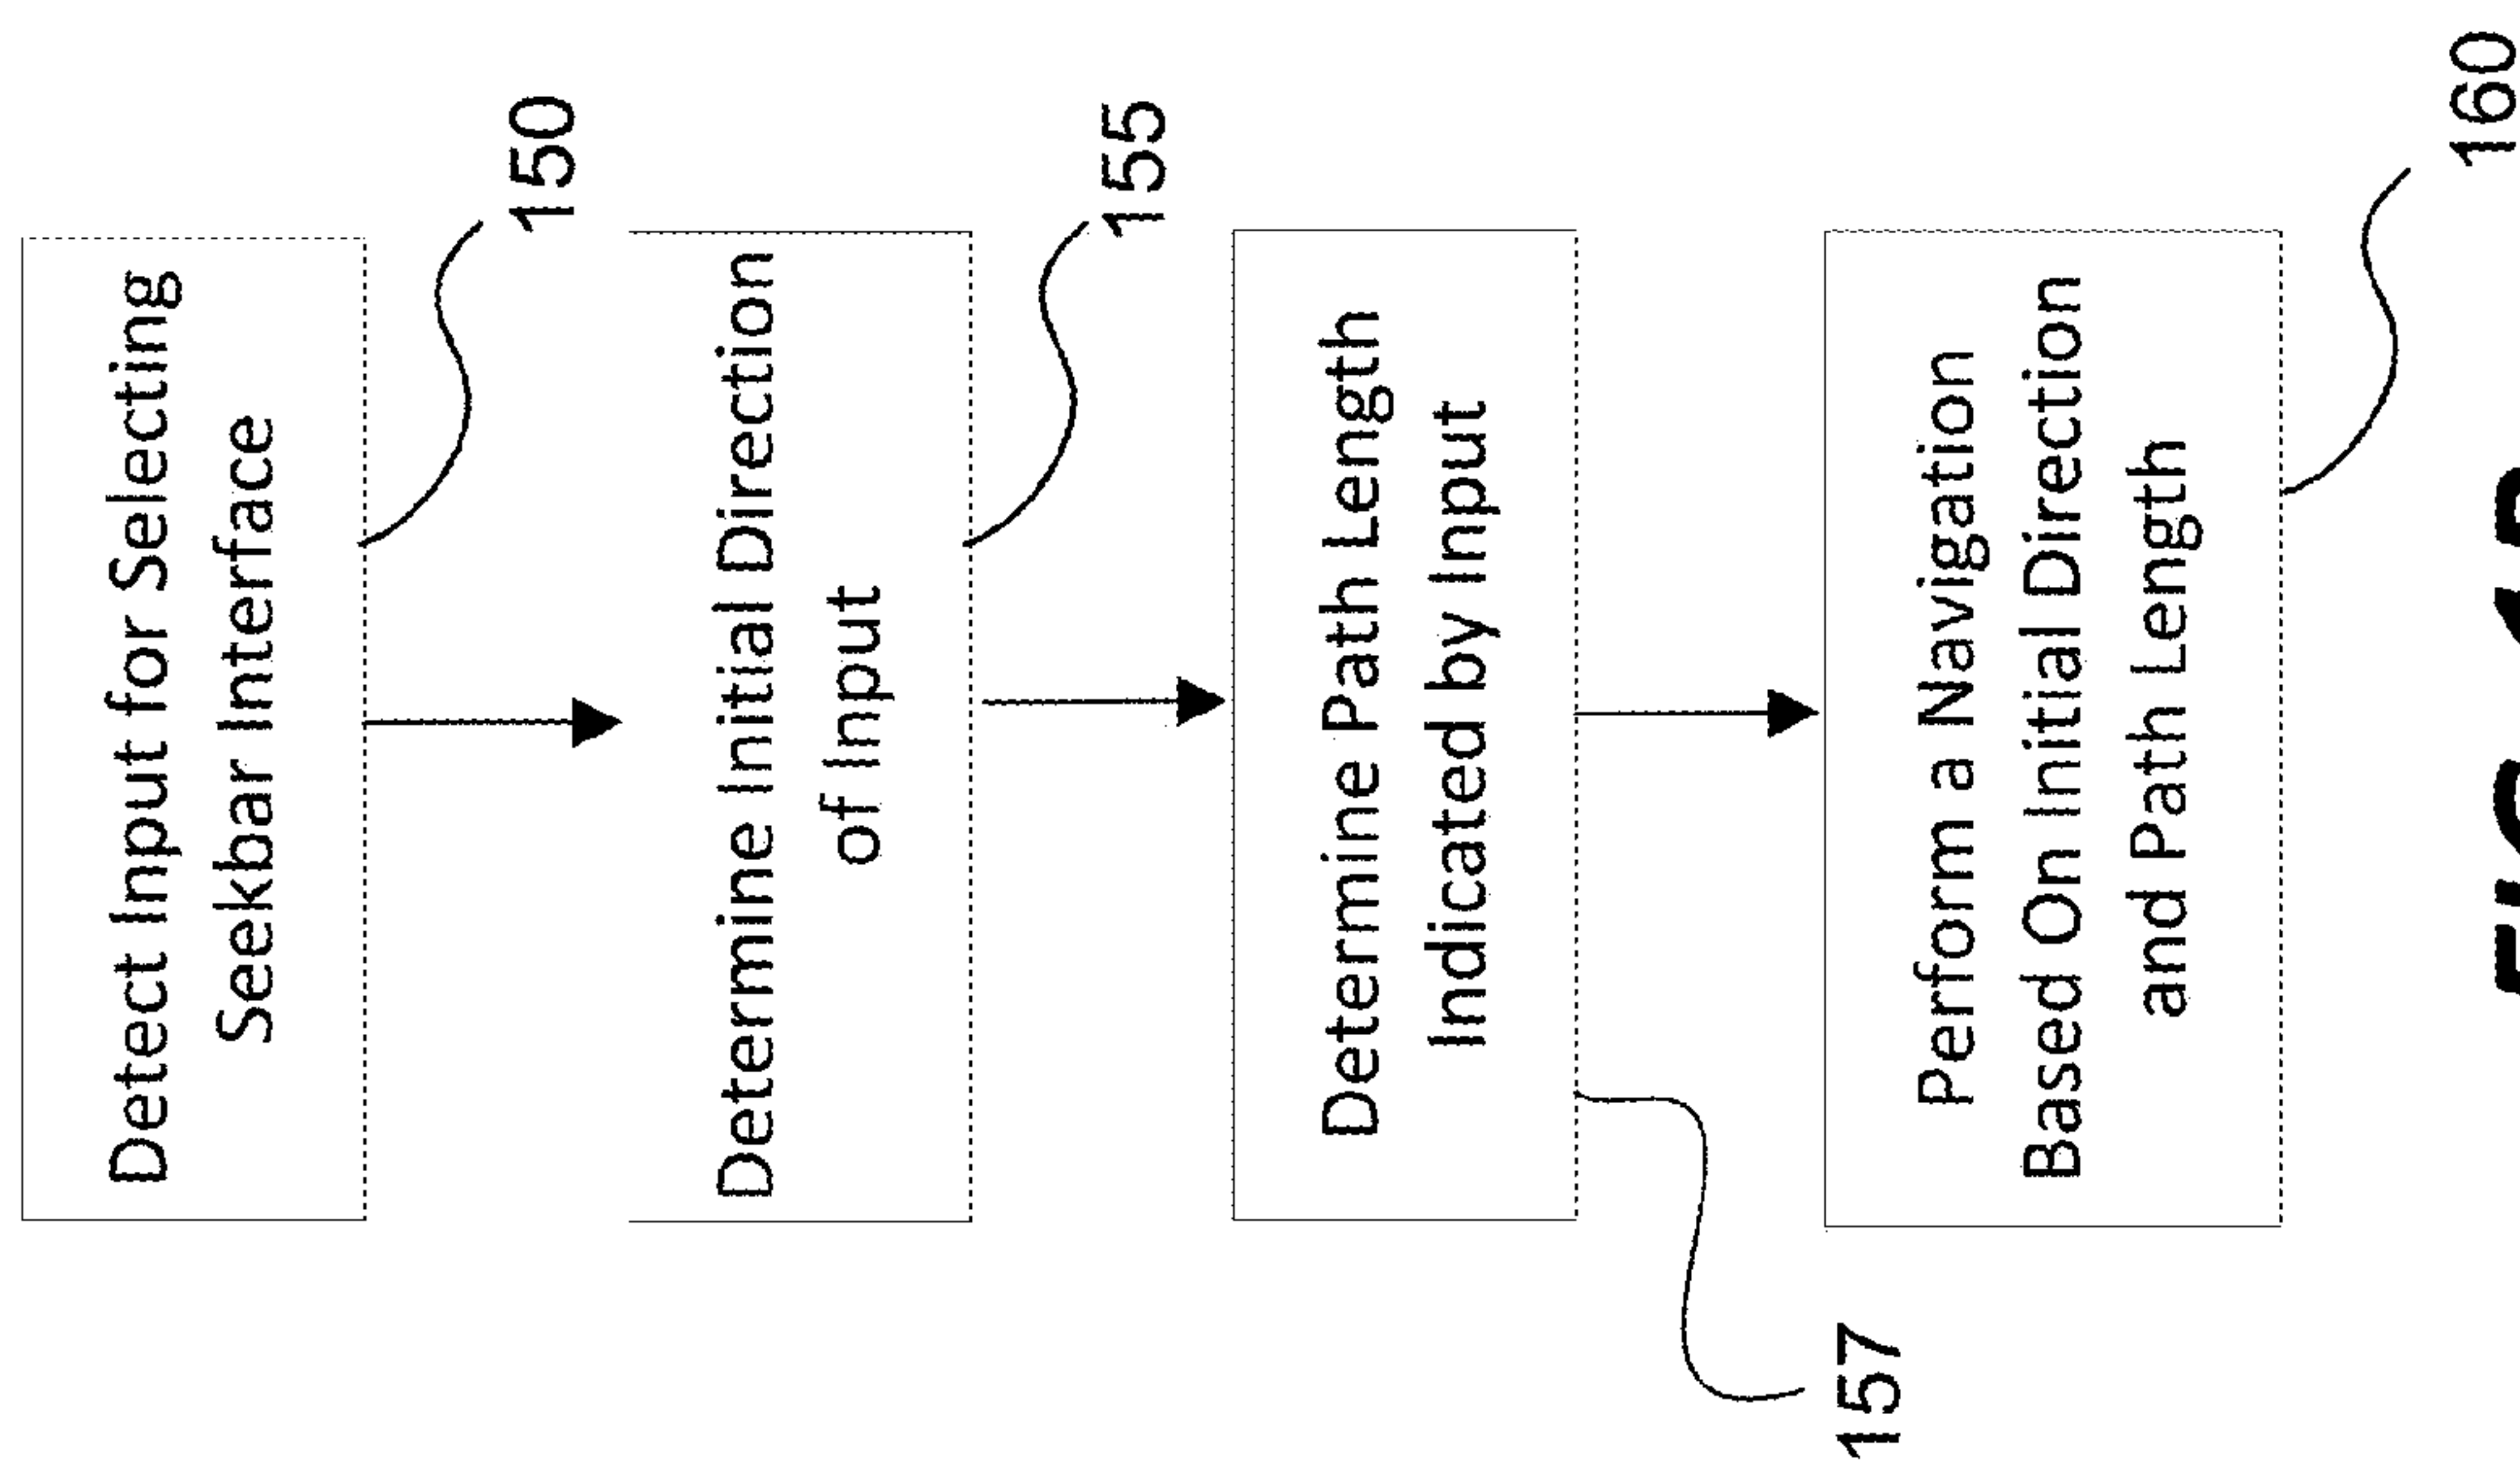 Detect Input for Selecting
Seekbar Interface
150
Determine Initial Direction
of Input
155
Determine Path Length
Indicated by Input
157
Perform a Navigation
Based On Initial Direction
and Path Length
160